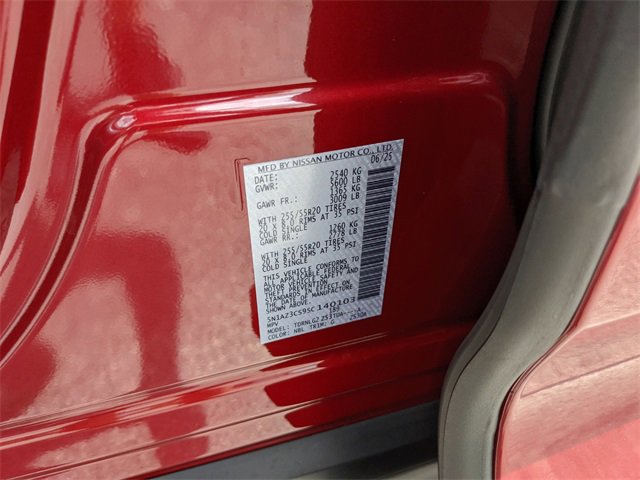 MFD BY NISSAN MOTOR CO., LTD.
DATE: 06/25
GVWR: 2540 KG
5600 LB
GAWR FR.: 1365 KG
3009 LB
WITH 255/55R20 TIRES
20 X 8.0 RIMS AT 35 PSI
COLD SINGLE
GAWR RR.: 1260 KG
2778 LB
WITH 255/55R20 TIRES
20 X 8.0 RIMS AT 35 PSI
COLD SINGLE
THIS VEHICLE CONFORMS TO ALL
APPLICABLE FEDERAL
MOTOR VEHICLE SAFETY AND
THEFT PREVENTION
STANDARDS IN EFFECT ON THE
DATE OF MANUFACTURE
SHOWN ABOVE.
5N1AZ3CS9SC140103
MPV
MODEL: TDRNLG2
COLOR: NBL TRIM: G